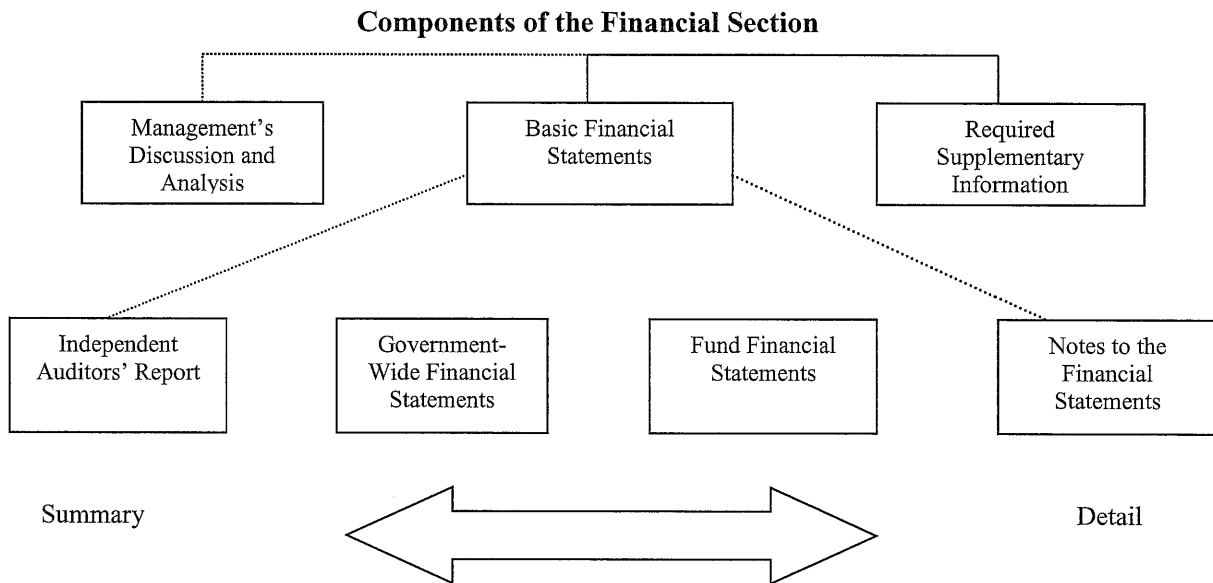 Components of the Financial Section
Management's
Discussion and
Analysis
Basic Financial
Statements
Required
Supplementary
Information
Independent
Auditors' Report
Government-
Wide Financial
Statements
Fund Financial
Statements
Notes to the
Financial
Statements
Summary
Detail